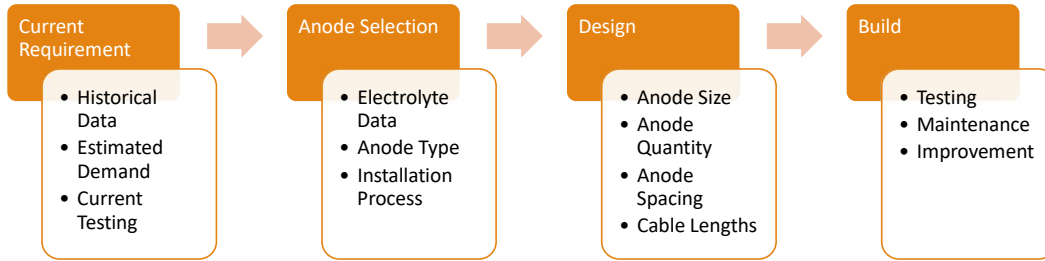 Current
Requirement
• Historical
Data
• Estimated
Demand
• Current
Testing
Anode Selection
• Electrolyte
Data
• Anode Type
• Installation
Process
Design
• Anode Size
• Anode
Quantity
• Anode
Spacing
• Cable Lengths
Build
• Testing
• Maintenance
• Improvement